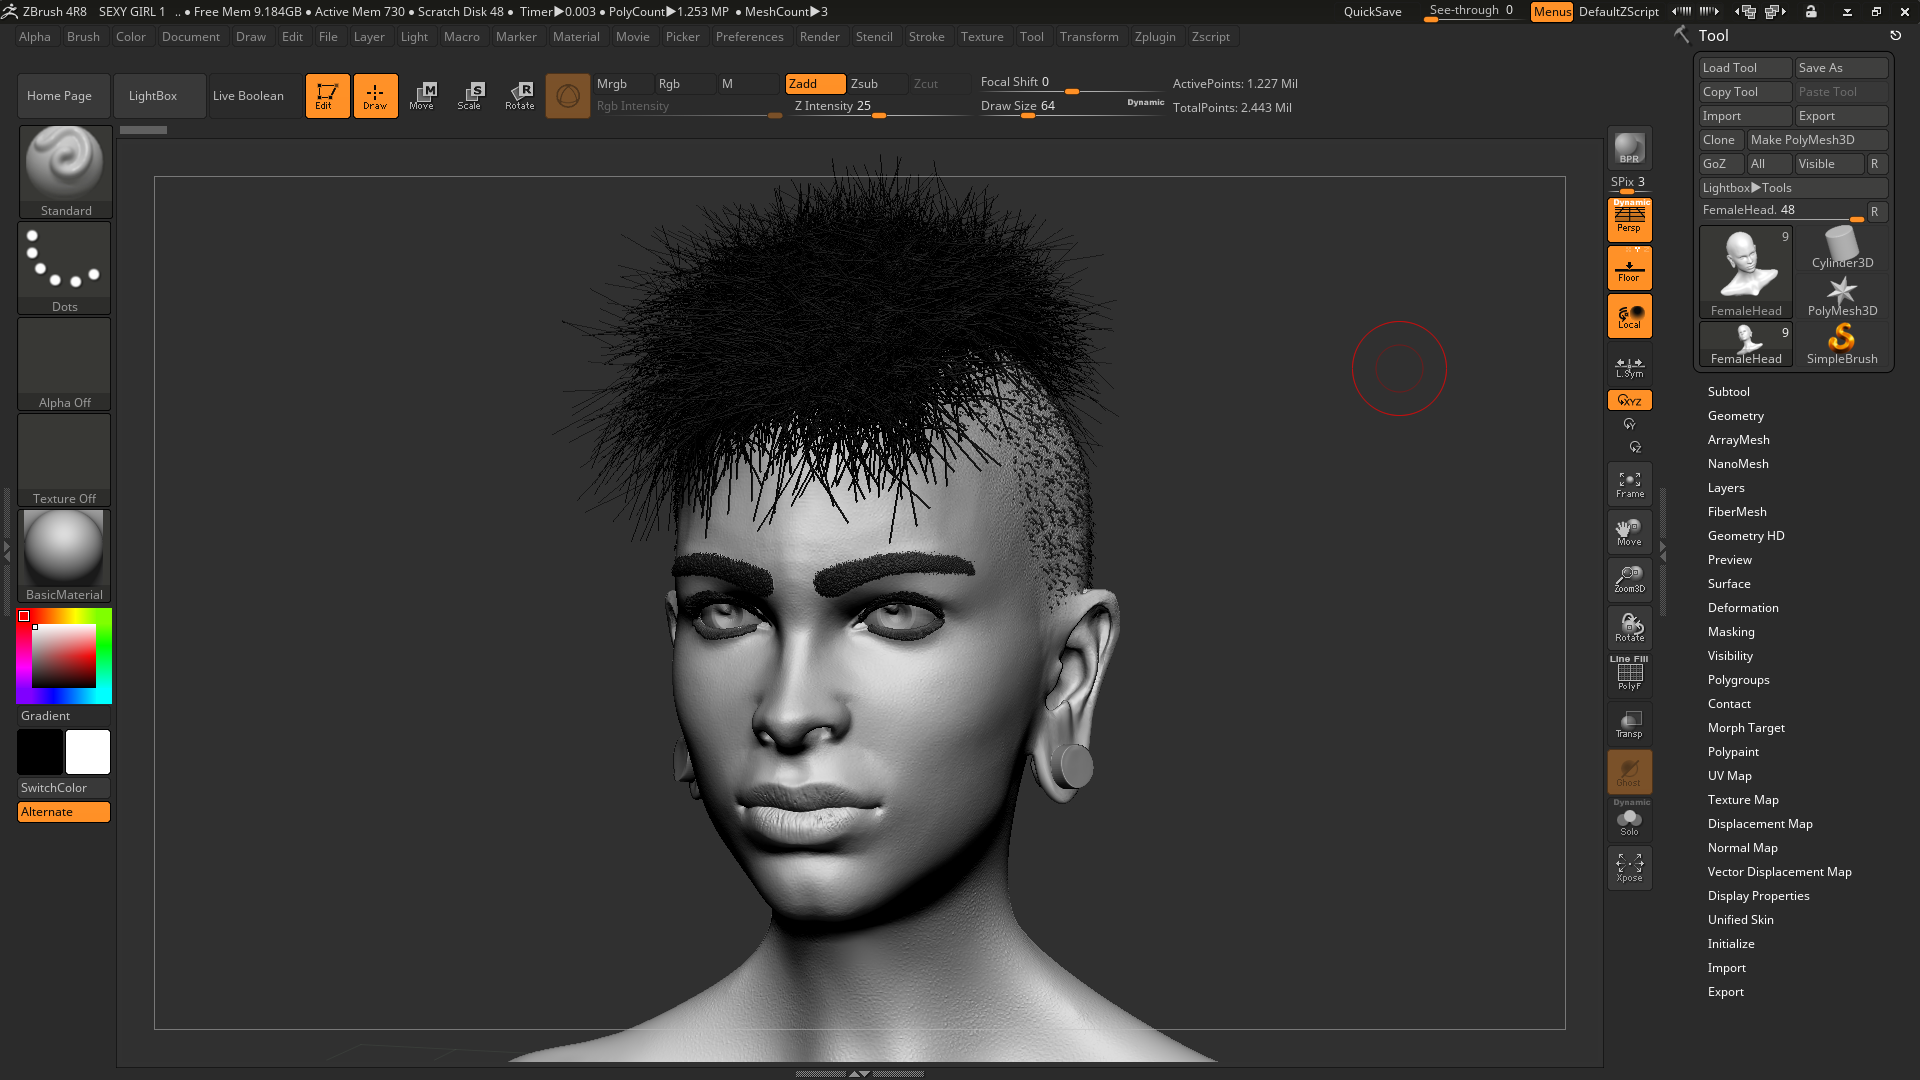 ZBrush 4R8 SEXY GIRL 1 .. ● Free Mem 9.184GB ● Active Mem 730 ● Scratch Disk 48 ● Timer▶0.003 ● PolyCount▶1.253 MP ● MeshCount▶3 QuickSave See-through 0 Menus DefaultZScript
Alpha Brush Color Document Draw Edit File Layer Light Macro Marker Material Movie Picker Preferences Render Stencil Stroke Texture Tool Transform Zplugin Zscript
Home Page LightBox Live Boolean Edit Draw Move Scale Rotate
M S R
Mrgb Rgb M Zadd Zsub Zcut Focal Shift 0 ActivePoints: 1.227 Mil
Rgb Intensity Z Intensity 25 Draw Size 64 Dynamic TotalPoints: 2.443 Mil
Standard
Dots
Alpha Off
Texture Off
BasicMaterial
Gradient
SwitchColor
Alternate
BPR
SPix 3
Dynamic
Persp
Floor
Local
L.Sym
XYZ
Y
Z
Frame
Move
Zoom3D
Rotate
Line Fill
PolyF
Transp
Ghost
Dynamic
Solo
Xpose
Tool
Load Tool Save As
Copy Tool Paste Tool
Import Export
Clone Make PolyMesh3D
GoZ All Visible R
Lightbox▶Tools
FemaleHead. 48 R
9
FemaleHead Cylinder3D
PolyMesh3D
9
FemaleHead SimpleBrush
Subtool
Geometry
ArrayMesh
NanoMesh
Layers
FiberMesh
Geometry HD
Preview
Surface
Deformation
Masking
Visibility
Polygroups
Contact
Morph Target
Polypaint
UV Map
Texture Map
Displacement Map
Normal Map
Vector Displacement Map
Display Properties
Unified Skin
Initialize
Import
Export